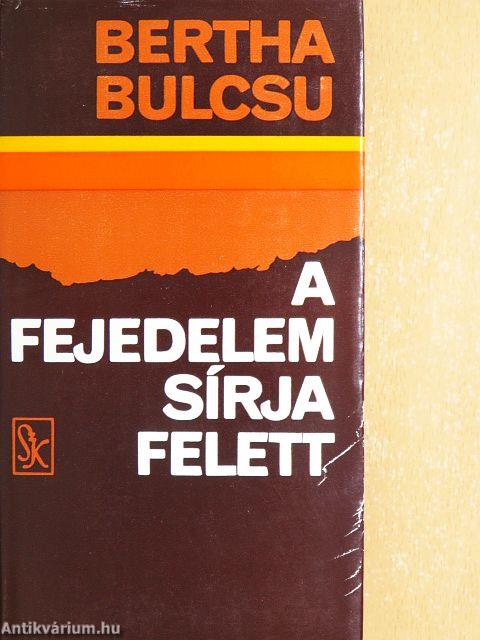 BERTHA
BULCSU
A
FEJEDELEM
SÍRJA
FELETT
SzK
Antikvárium.hu